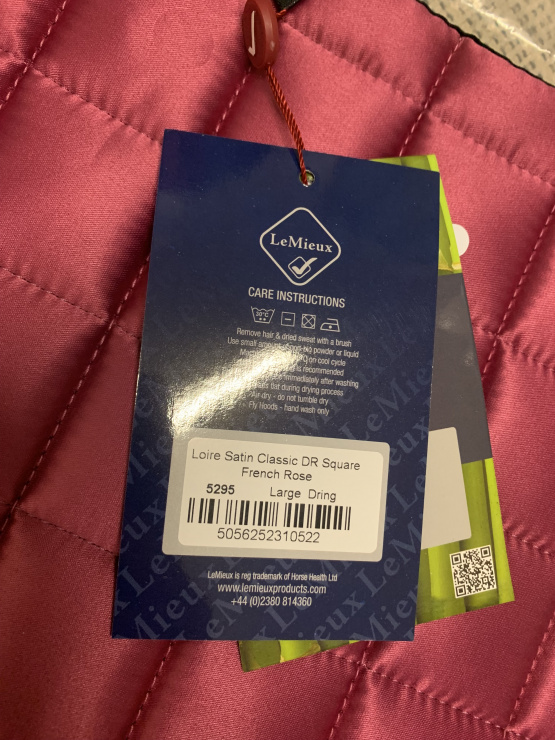 LeMieux
CARE INSTRUCTIONS
30°C
Remove hair & dried sweat with a brush
Use small amount (non-bio) powder or liquid
on cool cycle
is recommended
immediately after washing
flat during drying process
Air dry - do not tumble dry
Fly Hoods - hand wash only
Loire Satin Classic DR Square
French Rose
5295 Large Dring
5056252310522
LeMieux is reg trademark of Horse Health Ltd
www.lemieuxproducts.com
+44 (0)2380 814360